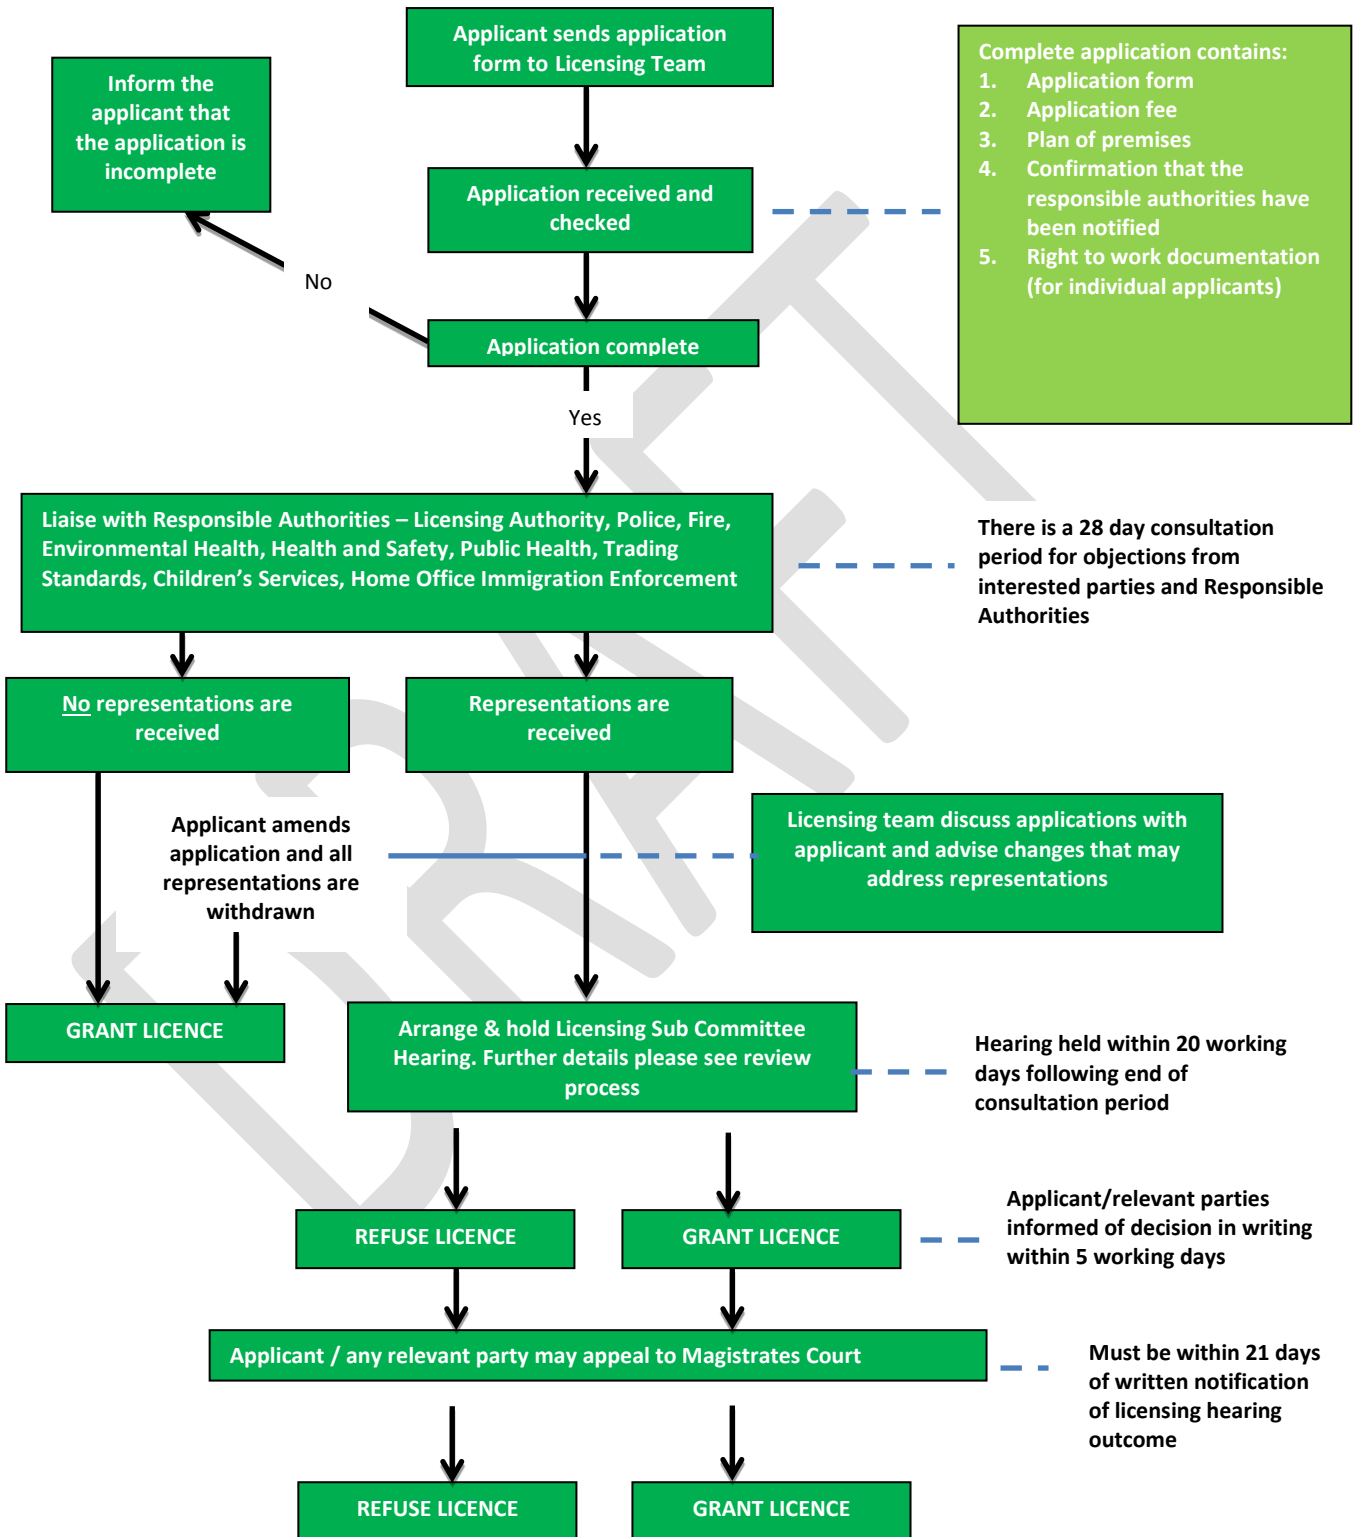 Applicant sends application
form to Licensing Team
Inform the
applicant that
the application is
incomplete
Complete application contains:
1. Application form
2. Application fee
3. Plan of premises
4. Confirmation that the
responsible authorities have
been notified
5. Right to work documentation
(for individual applicants)
Application received and
checked
No
Application complete
Yes
Liaise with Responsible Authorities – Licensing Authority, Police, Fire,
Environmental Health, Health and Safety, Public Health, Trading
Standards, Children’s Services, Home Office Immigration Enforcement
There is a 28 day consultation
period for objections from
interested parties and Responsible
Authorities
No representations are
received
Representations are
received
Applicant amends
application and all
representations are
withdrawn
Licensing team discuss applications with
applicant and advise changes that may
address representations
GRANT LICENCE
Arrange & hold Licensing Sub Committee
Hearing. Further details please see review
process
Hearing held within 20 working
days following end of
consultation period
REFUSE LICENCE
GRANT LICENCE
Applicant/relevant parties
informed of decision in writing
within 5 working days
Applicant / any relevant party may appeal to Magistrates Court
Must be within 21 days
of written notification
of licensing hearing
outcome
REFUSE LICENCE
GRANT LICENCE
DRAFT